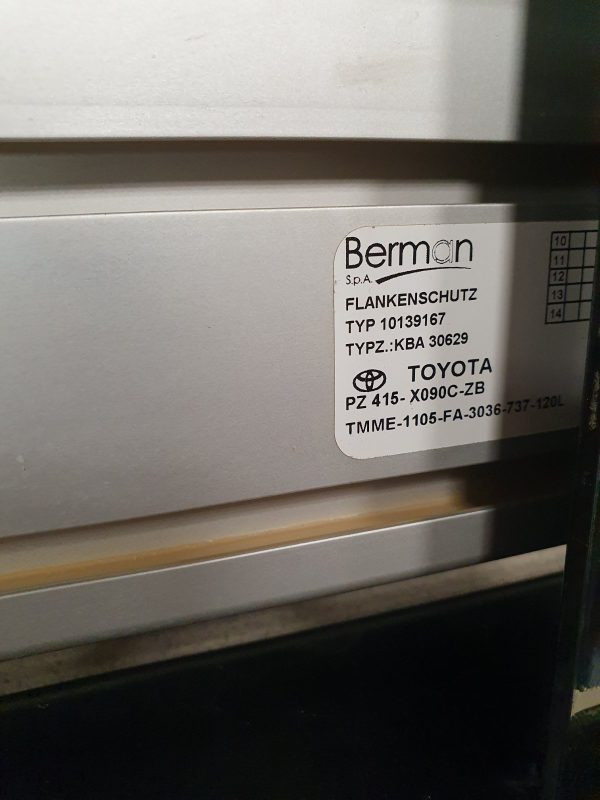 Berman
S.p.A.
FLANKENSCHUTZ
TYP 10139167
TYPZ.:KBA 30629
TOYOTA
PZ 415- X090C-ZB
TMME-1105-FA-3036-737-120L
10
11
12
13
14